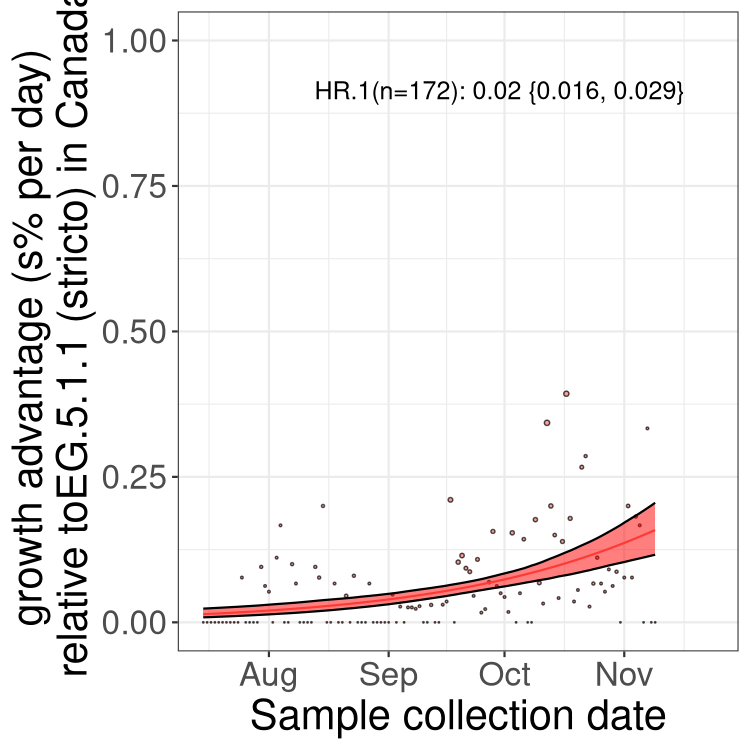 growth advantage (s% per day)
relative toEG.5.1.1 (stricto) in Canada
1.00
0.75
0.50
0.25
0.00
HR.1(n=172): 0.02 {0.016, 0.029}
Aug Sep Oct Nov
Sample collection date